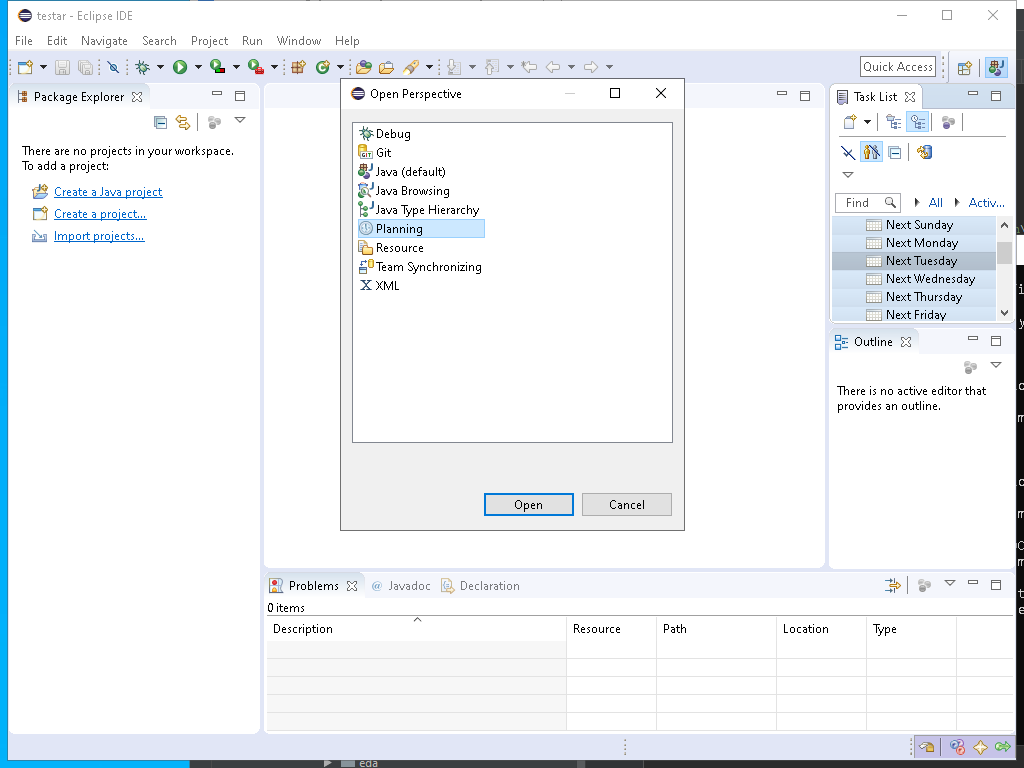 testar - Eclipse IDE
File Edit Navigate Search Project Run Window Help
Quick Access
Package Explorer
There are no projects in your workspace.
To add a project:
Create a Java project
Create a project...
Import projects...
Open Perspective
Debug
Git
Java (default)
Java Browsing
Java Type Hierarchy
Planning
Resource
Team Synchronizing
XML
Open
Cancel
Task List
Find
All
Activ...
Next Sunday
Next Monday
Next Tuesday
Next Wednesday
Next Thursday
Next Friday
Outline
There is no active editor that
provides an outline.
Problems
@ Javadoc
Declaration
0 items
Description
Resource
Path
Location
Type
eda